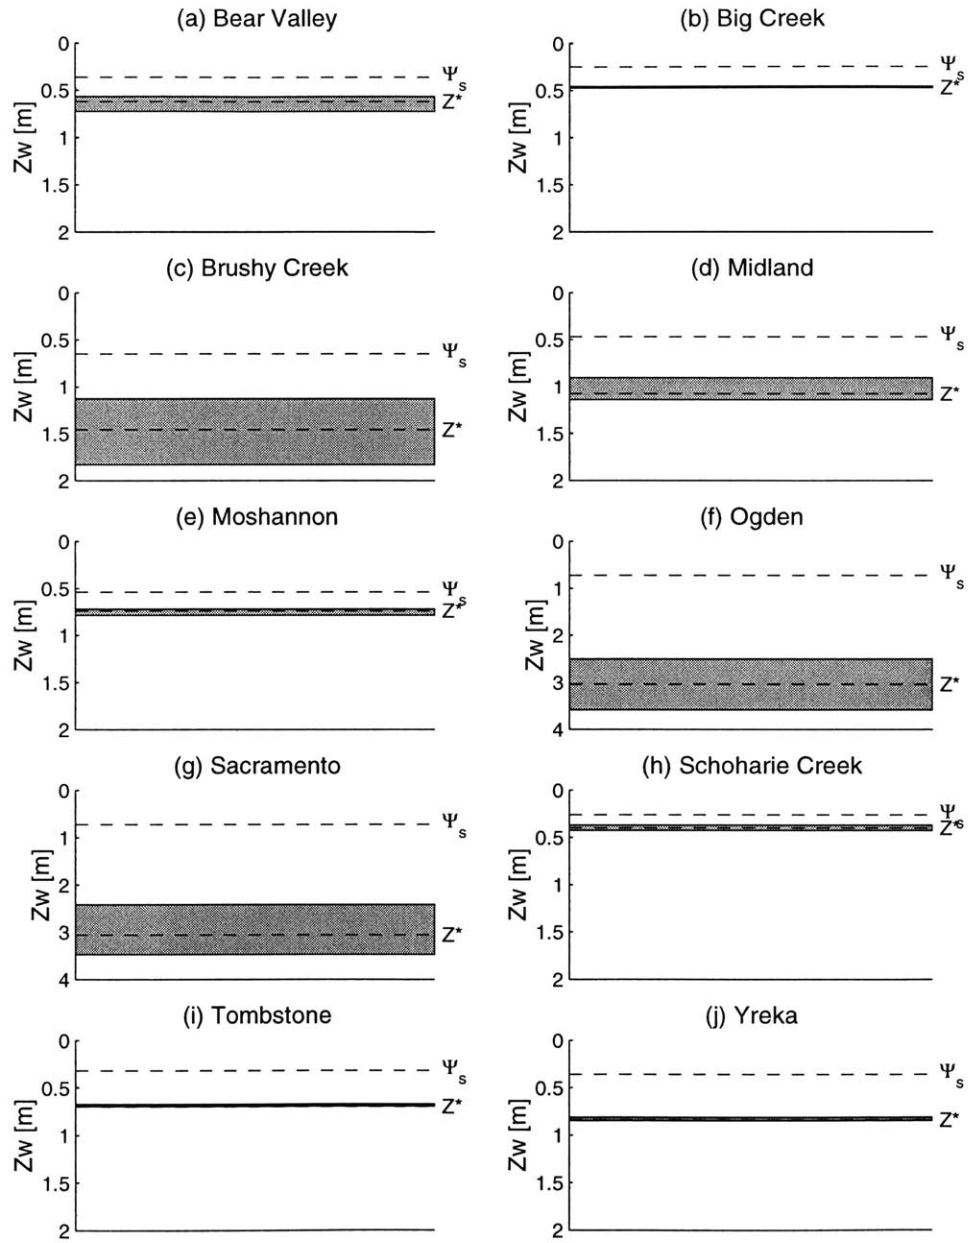 (a) Bear Valley
0
0.5
1
1.5
2
Zw [m]
Ψs
Z*
(b) Big Creek
0
0.5
1
1.5
2
Zw [m]
Ψs
Z*
(c) Brushy Creek
0
0.5
1
1.5
2
Zw [m]
Ψs
Z*
(d) Midland
0
0.5
1
1.5
2
Zw [m]
Ψs
Z*
(e) Moshannon
0
0.5
1
1.5
2
Zw [m]
Ψs
Z*
(f) Ogden
0
1
2
3
4
Zw [m]
Ψs
Z*
(g) Sacramento
0
1
2
3
4
Zw [m]
Ψs
Z*
(h) Schoharie Creek
0
0.5
1
1.5
2
Zw [m]
Ψs
Z*
(i) Tombstone
0
0.5
1
1.5
2
Zw [m]
Ψs
Z*
(j) Yreka
0
0.5
1
1.5
2
Zw [m]
Ψs
Z*